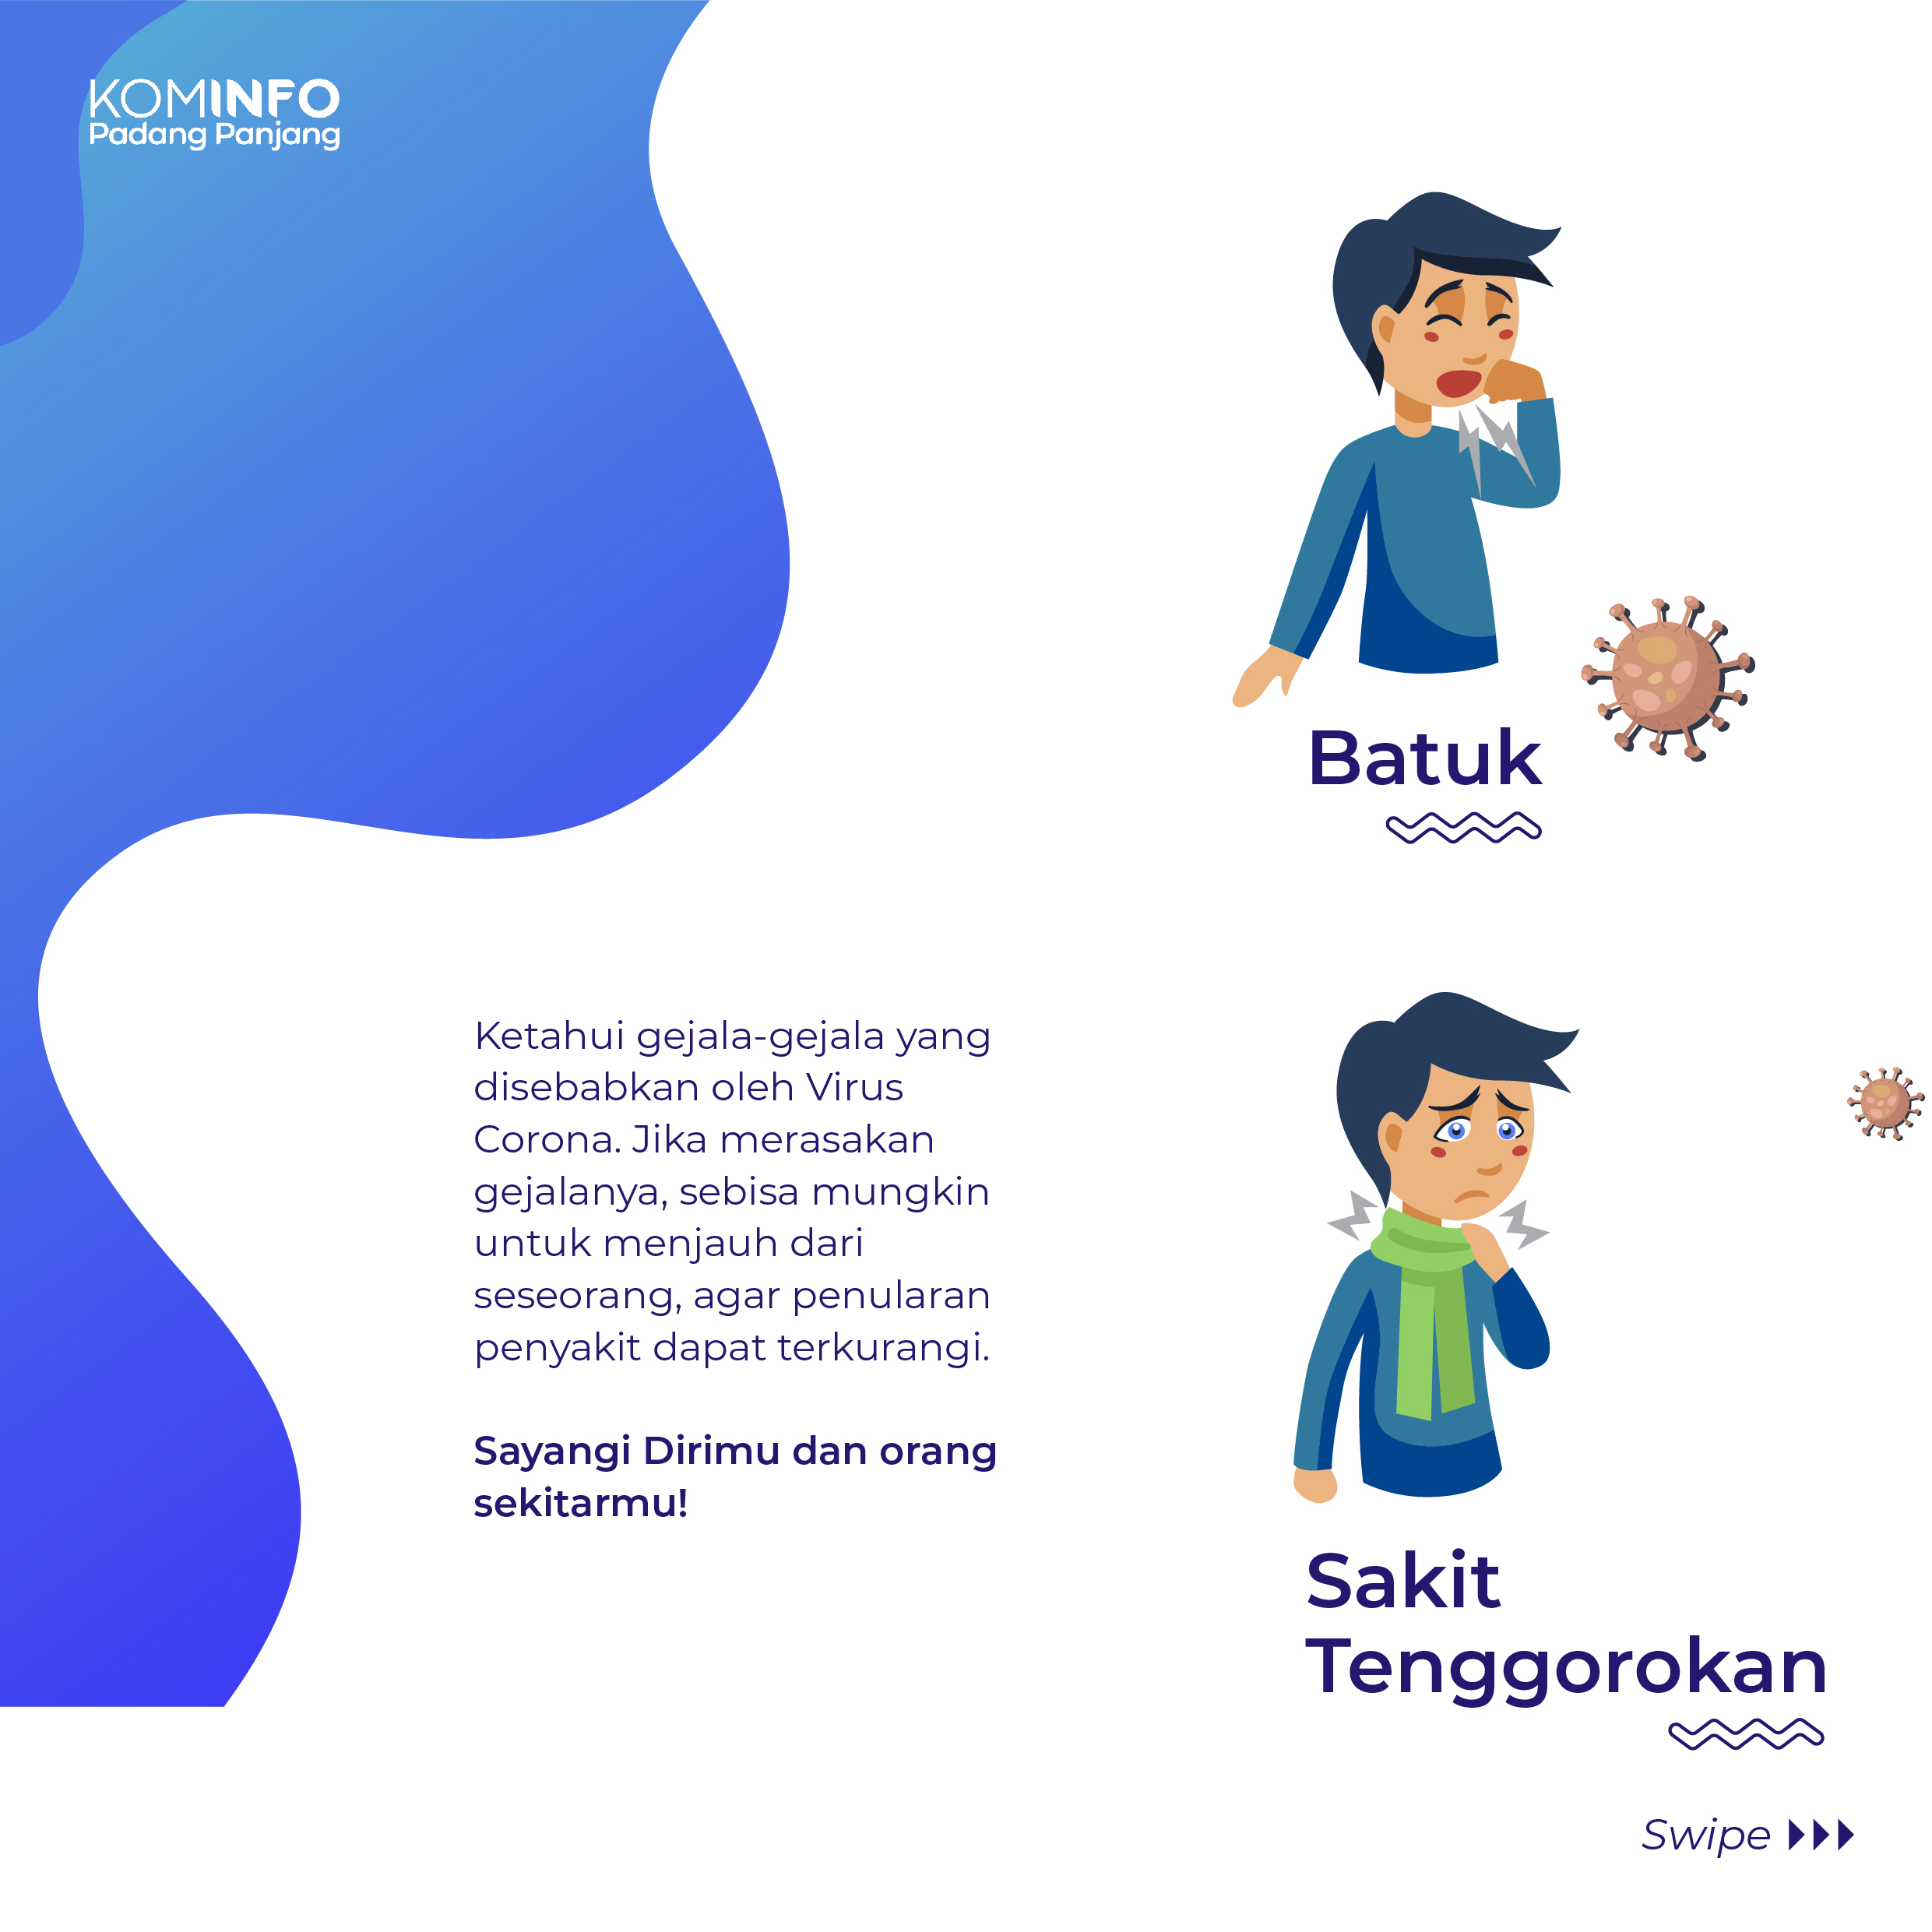 KOMINFO
Padang Panjang
Batuk
Ketahui gejala-gejala yang
disebabkan oleh Virus
Corona. Jika merasakan
gejalanya, sebisa mungkin
untuk menjauh dari
seseorang, agar penularan
penyakit dapat terkurangi.
Sayangi Dirimu dan orang
sekitarmu!
Sakit
Tenggorokan
Swipe